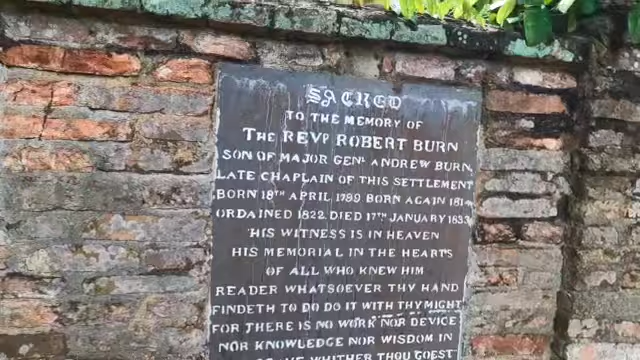 SACRED
TO THE MEMORY OF
THE REVD ROBERT BURN
SON OF MAJOR GENL ANDREW BURN,
LATE CHAPLAIN OF THIS SETTLEMENT
BORN 18TH APRIL 1799 BORN AGAIN 1814
ORDAINED 1822 DIED 17TH JANUARY 1833
HIS WITNESS IS IN HEAVEN
HIS MEMORIAL IN THE HEARTS
OF ALL WHO KNEW HIM
READER WHATSOEVER THY HAND
FINDETH TO DO DO IT WITH THY MIGHT
FOR THERE IS NO WORK NOR DEVICE
NOR KNOWLEDGE NOR WISDOM IN
WHITHER THOU GOEST